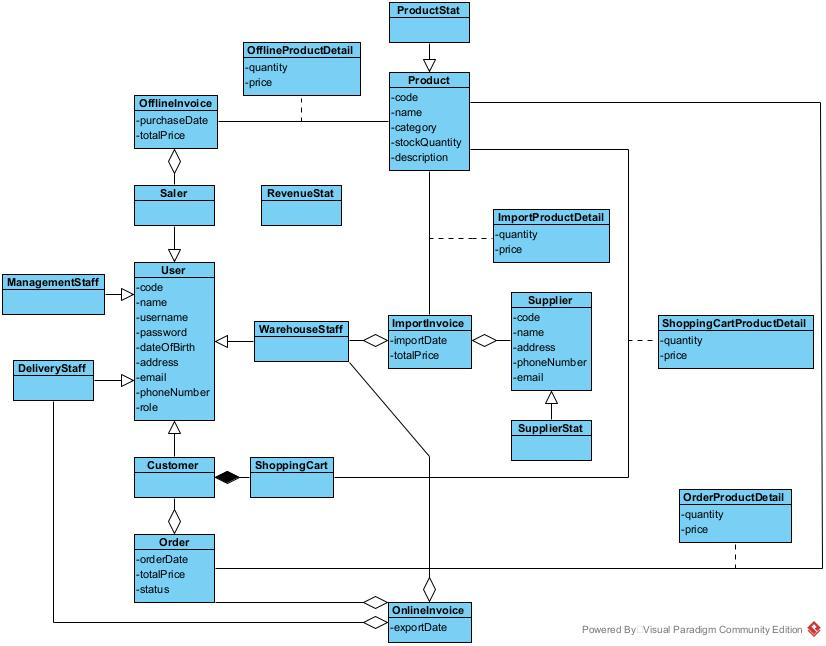 ProductStat
OfflineProductDetail
-quantity
-price
Product
-code
-name
-category
-stockQuantity
-description
OfflineInvoice
-purchaseDate
-totalPrice
Saler
RevenueStat
ImportProductDetail
-quantity
-price
User
-code
-name
-username
-password
-dateOfBirth
-address
-email
-phoneNumber
-role
ManagementStaff
WarehouseStaff
ImportInvoice
-importDate
-totalPrice
Supplier
-code
-name
-address
-phoneNumber
-email
ShoppingCartProductDetail
-quantity
-price
DeliveryStaff
SupplierStat
Customer
ShoppingCart
OrderProductDetail
-quantity
-price
Order
-orderDate
-totalPrice
-status
OnlineInvoice
-exportDate
Powered By Visual Paradigm Community Edition